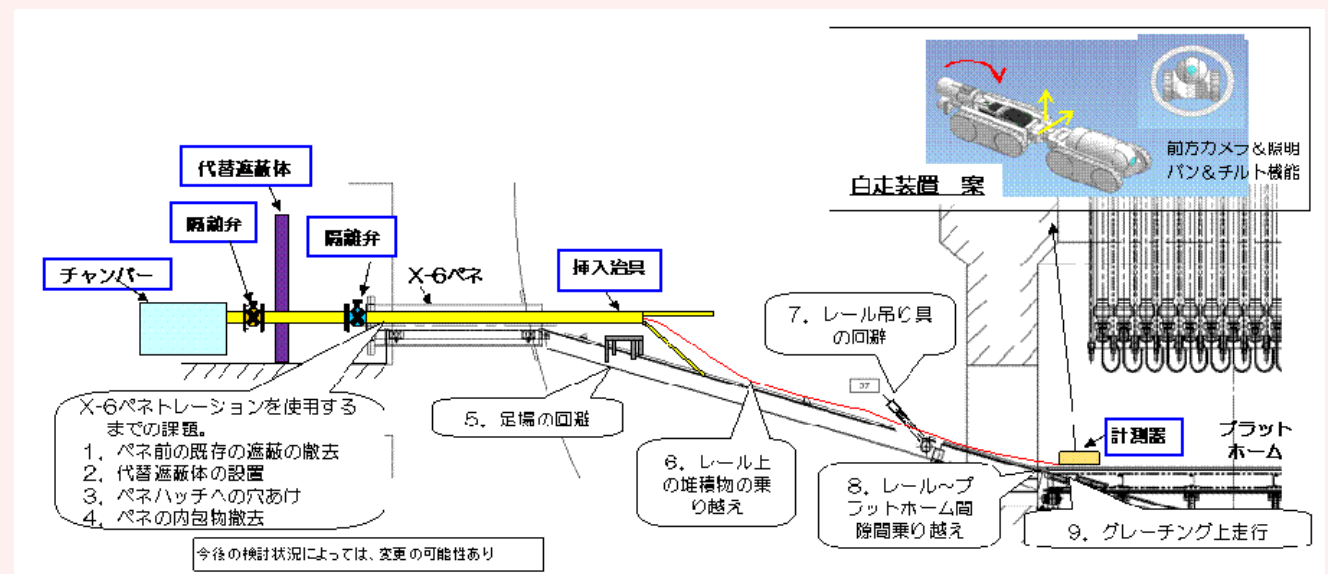 前方カメラ&照明
パン&チルト機能
自走装置 案
代替遮蔽体
隔離弁
隔離弁
チャンバー
X-6ペネ
挿入治具
7. レール吊り具
の回避
37
X-6ペネトレーションを使用する
までの課題。
1. ペネ前の既存の遮蔽の撤去
2. 代替遮蔽体の設置
3. ペネハッチへの穴あけ
4. ペネの内包物撤去
5. 足場の回避
6. レール上
の堆積物の乗
り越え
計測器
プラット
ホーム
8. レール~プ
ラットホーム間
隙間乗り越え
9. グレーチング上走行
今後の検討状況によっては、変更の可能性あり